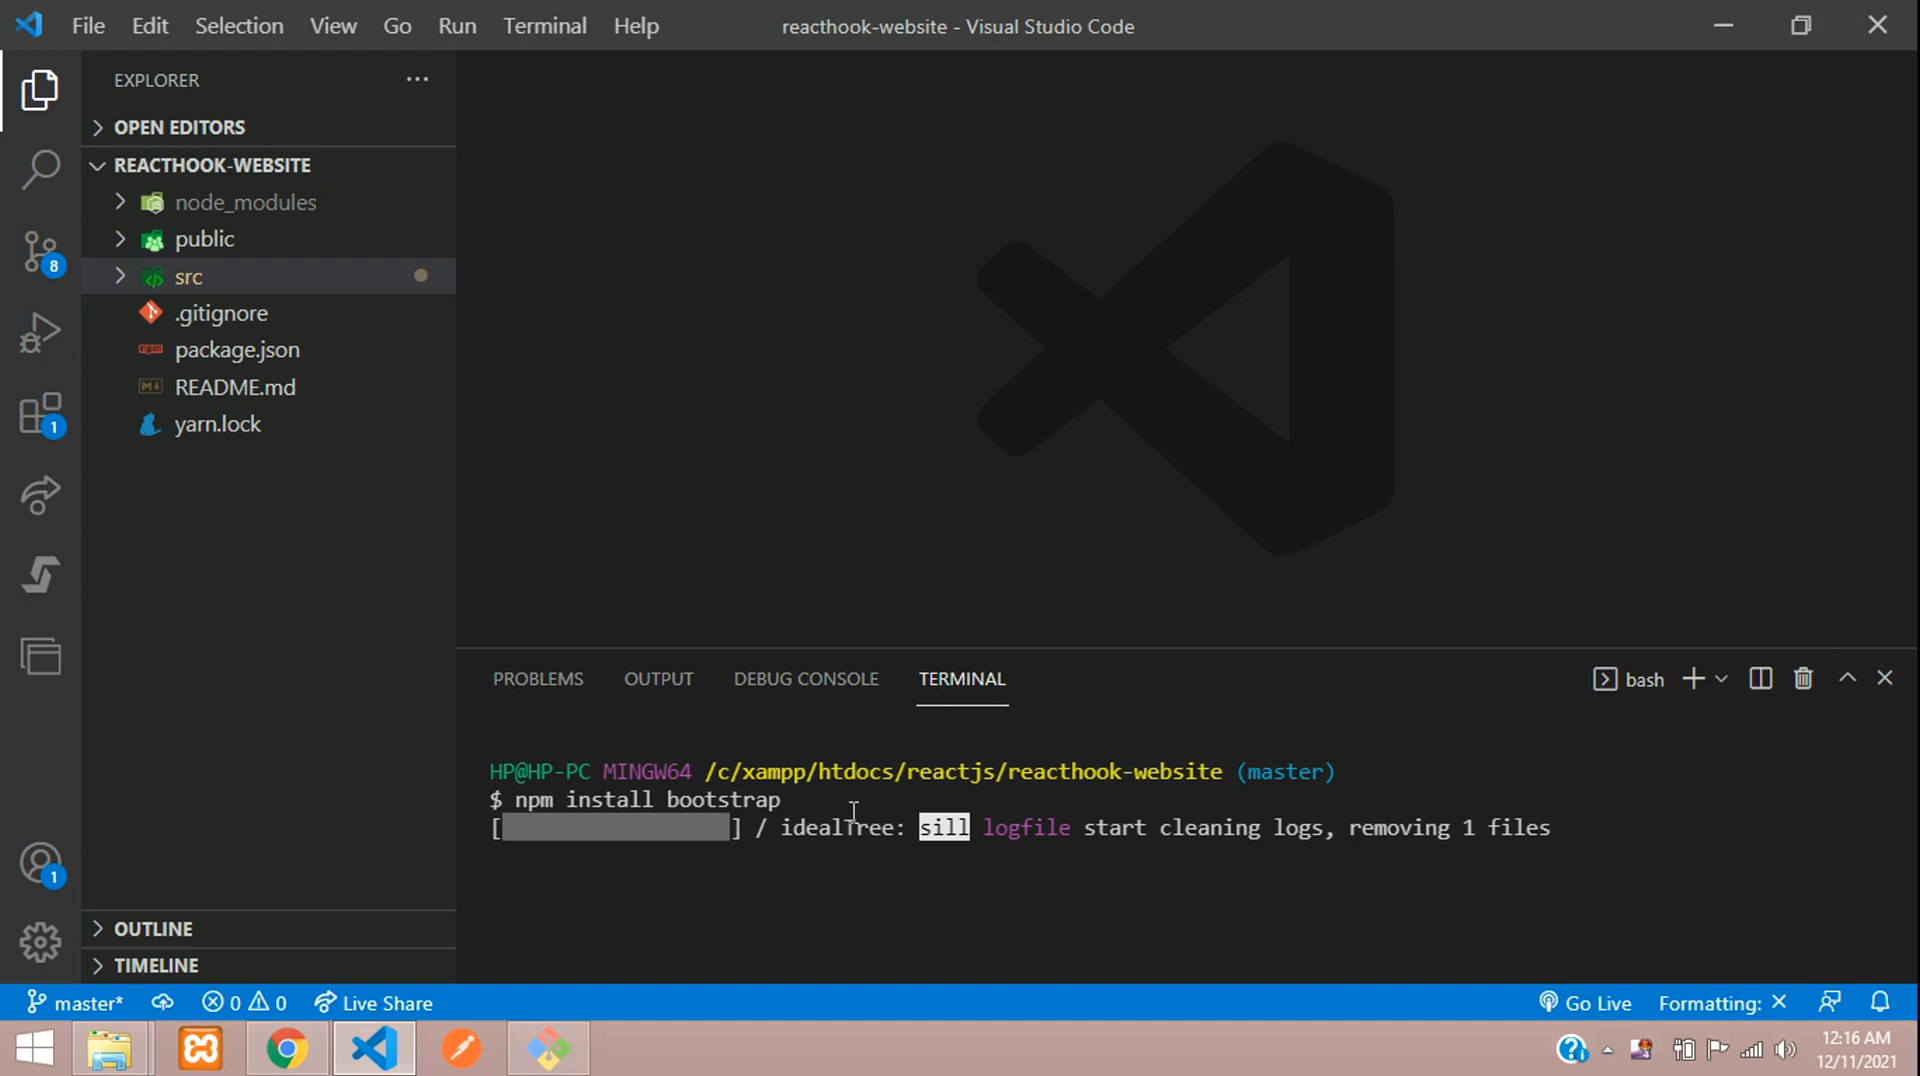 File Edit Selection View Go Run Terminal Help
reacthook-website - Visual Studio Code
EXPLORER
OPEN EDITORS
REACTHOOK-WEBSITE
node_modules
public
src
.gitignore
package.json
README.md
yarn.lock
8
1
1
OUTLINE
TIMELINE
PROBLEMS OUTPUT DEBUG CONSOLE TERMINAL
bash
HP@HP-PC MINGW64 /c/xampp/htdocs/reactjs/reacthook-website (master)
$ npm install bootstrap
[ ] / idealTree: sill logfile start cleaning logs, removing 1 files
master* 0 0 Live Share
Go Live Formatting:
12:16 AM
12/11/2021